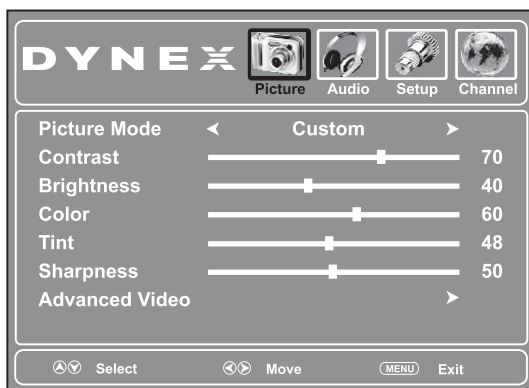 DYNEX
Picture Audio Setup Channel
Picture Mode Custom
Contrast 70
Brightness 40
Color 60
Tint 48
Sharpness 50
Advanced Video
Select Move MENU Exit